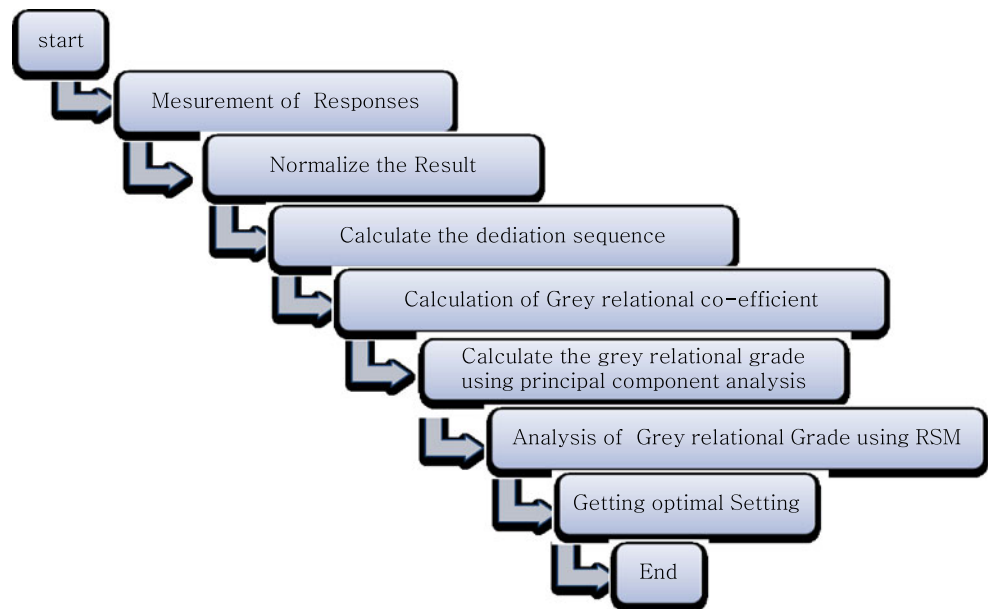 start
Mesurement of Responses
Normalize the Result
Calculate the dediation sequence
Calculation of Grey relational co-efficient
Calculate the grey relational grade
using principal component analysis
Analysis of Grey relational Grade using RSM
Getting optimal Setting
End